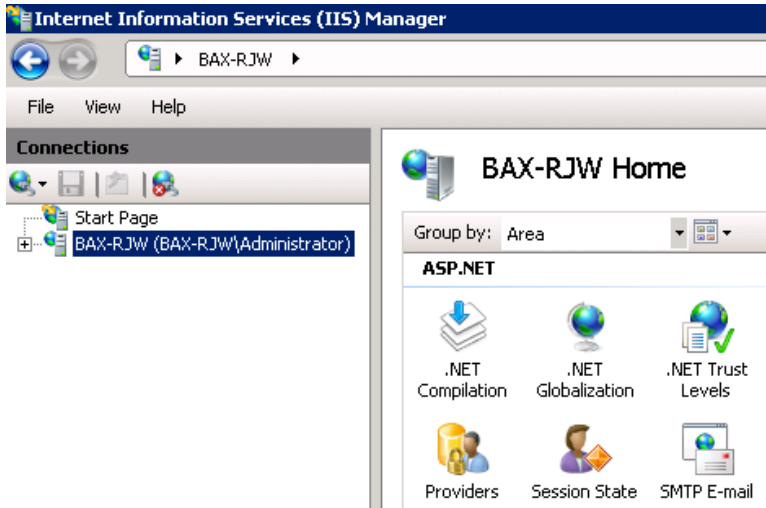 Internet Information Services (IIS) Manager
BAX-RJW
File View Help
Connections
Start Page
BAX-RJW (BAX-RJW\Administrator)
BAX-RJW Home
Group by: Area
ASP.NET
.NET Compilation
.NET Globalization
.NET Trust Levels
Providers
Session State
SMTP E-mail